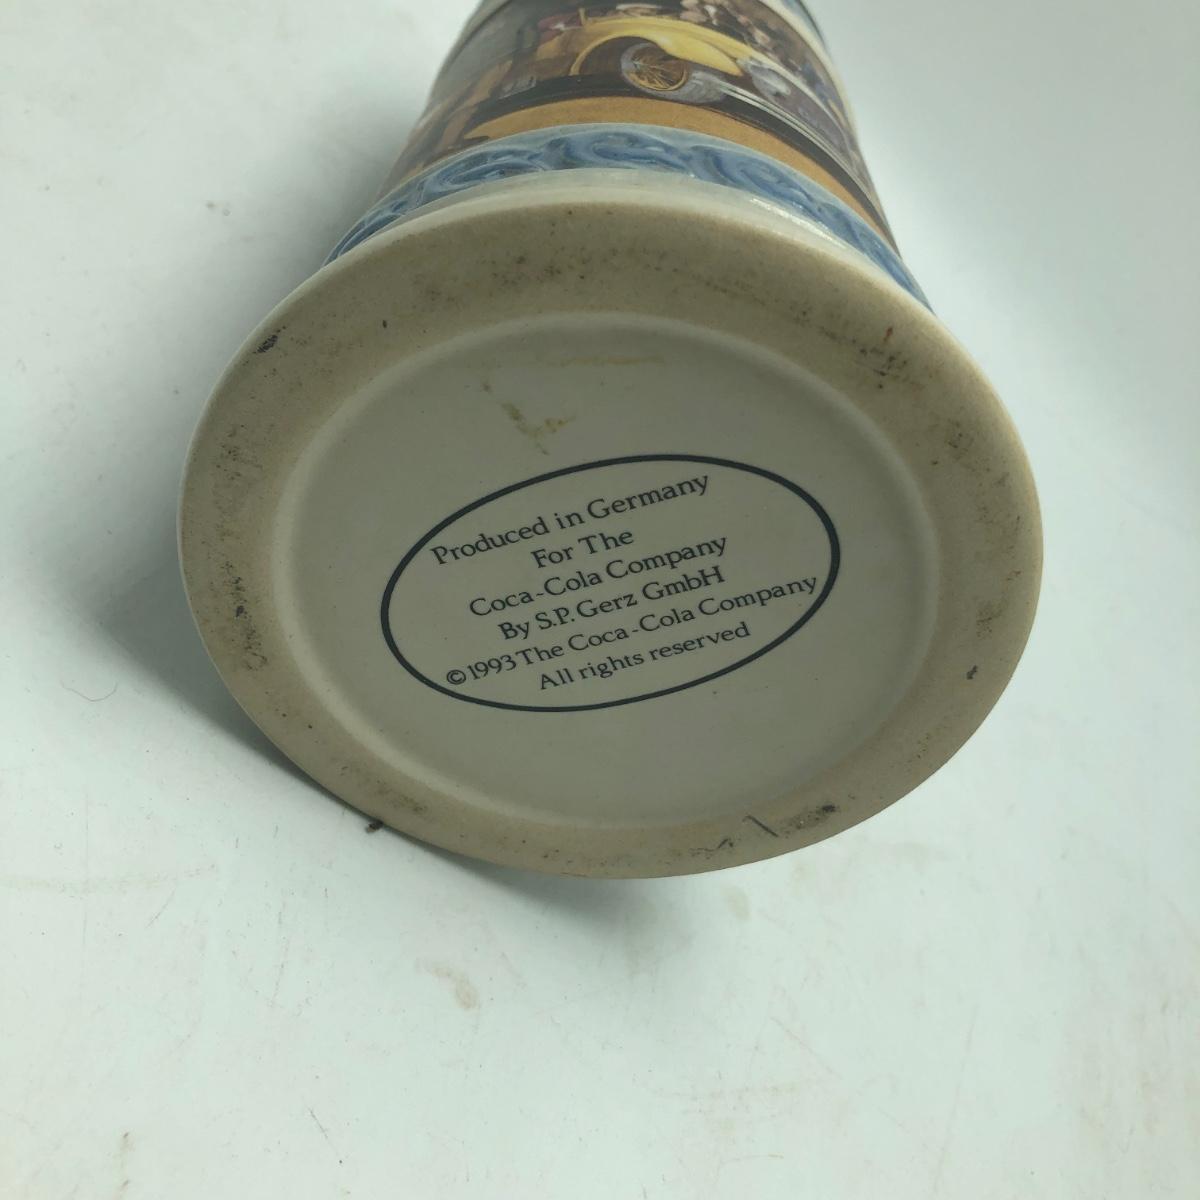 Produced in Germany
For The
Coca-Cola Company
By S.P. Gerz GmbH
©1993 The Coca-Cola Company
All rights reserved